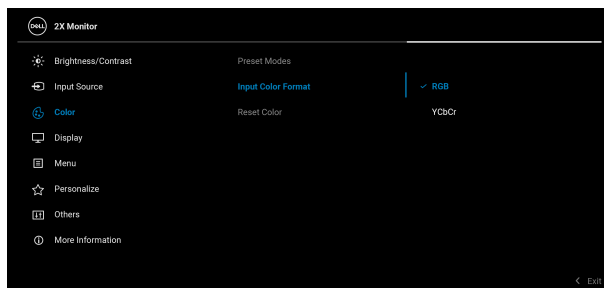 DELL 2X Monitor
Brightness/Contrast Preset Modes
Input Source Input Color Format RGB
Color Reset Color YCbCr
Display
Menu
Personalize
Others
More Information
Exit